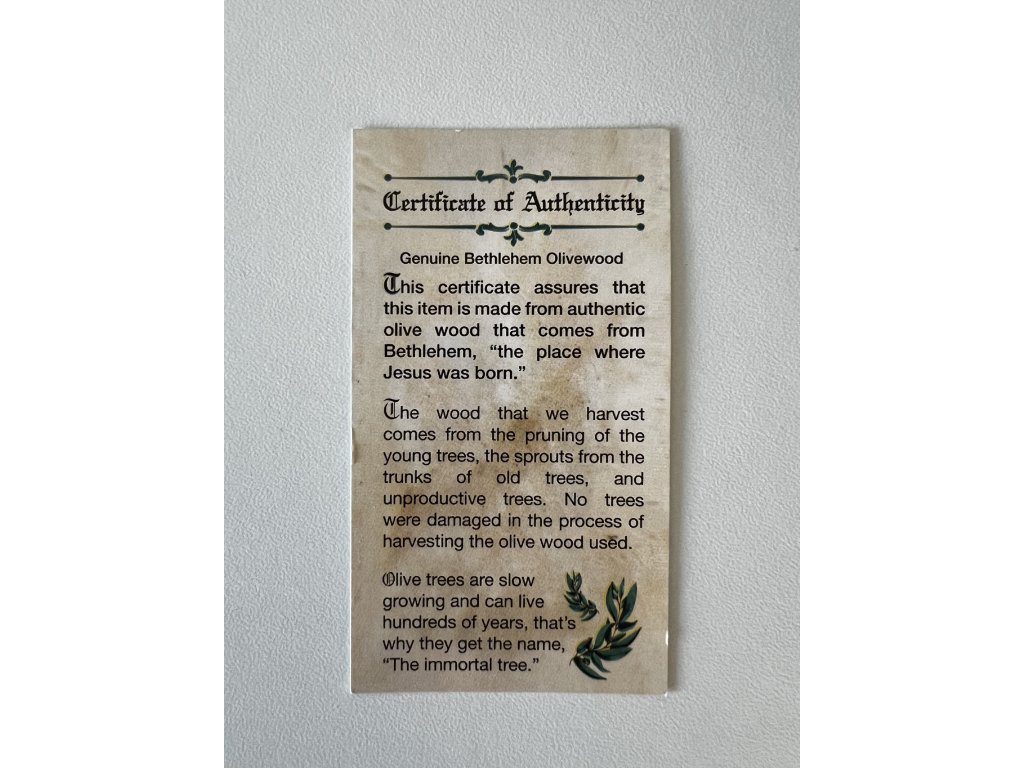 Certificate of Authenticity
Genuine Bethlehem Olivewood
This certificate assures that
this item is made from authentic
olive wood that comes from
Bethlehem, “the place where
Jesus was born.”
The wood that we harvest
comes from the pruning of the
young trees, the sprouts from the
trunks of old trees, and
unproductive trees. No trees
were damaged in the process of
harvesting the olive wood used.
Olive trees are slow
growing and can live
hundreds of years, that’s
why they get the name,
“The immortal tree.”